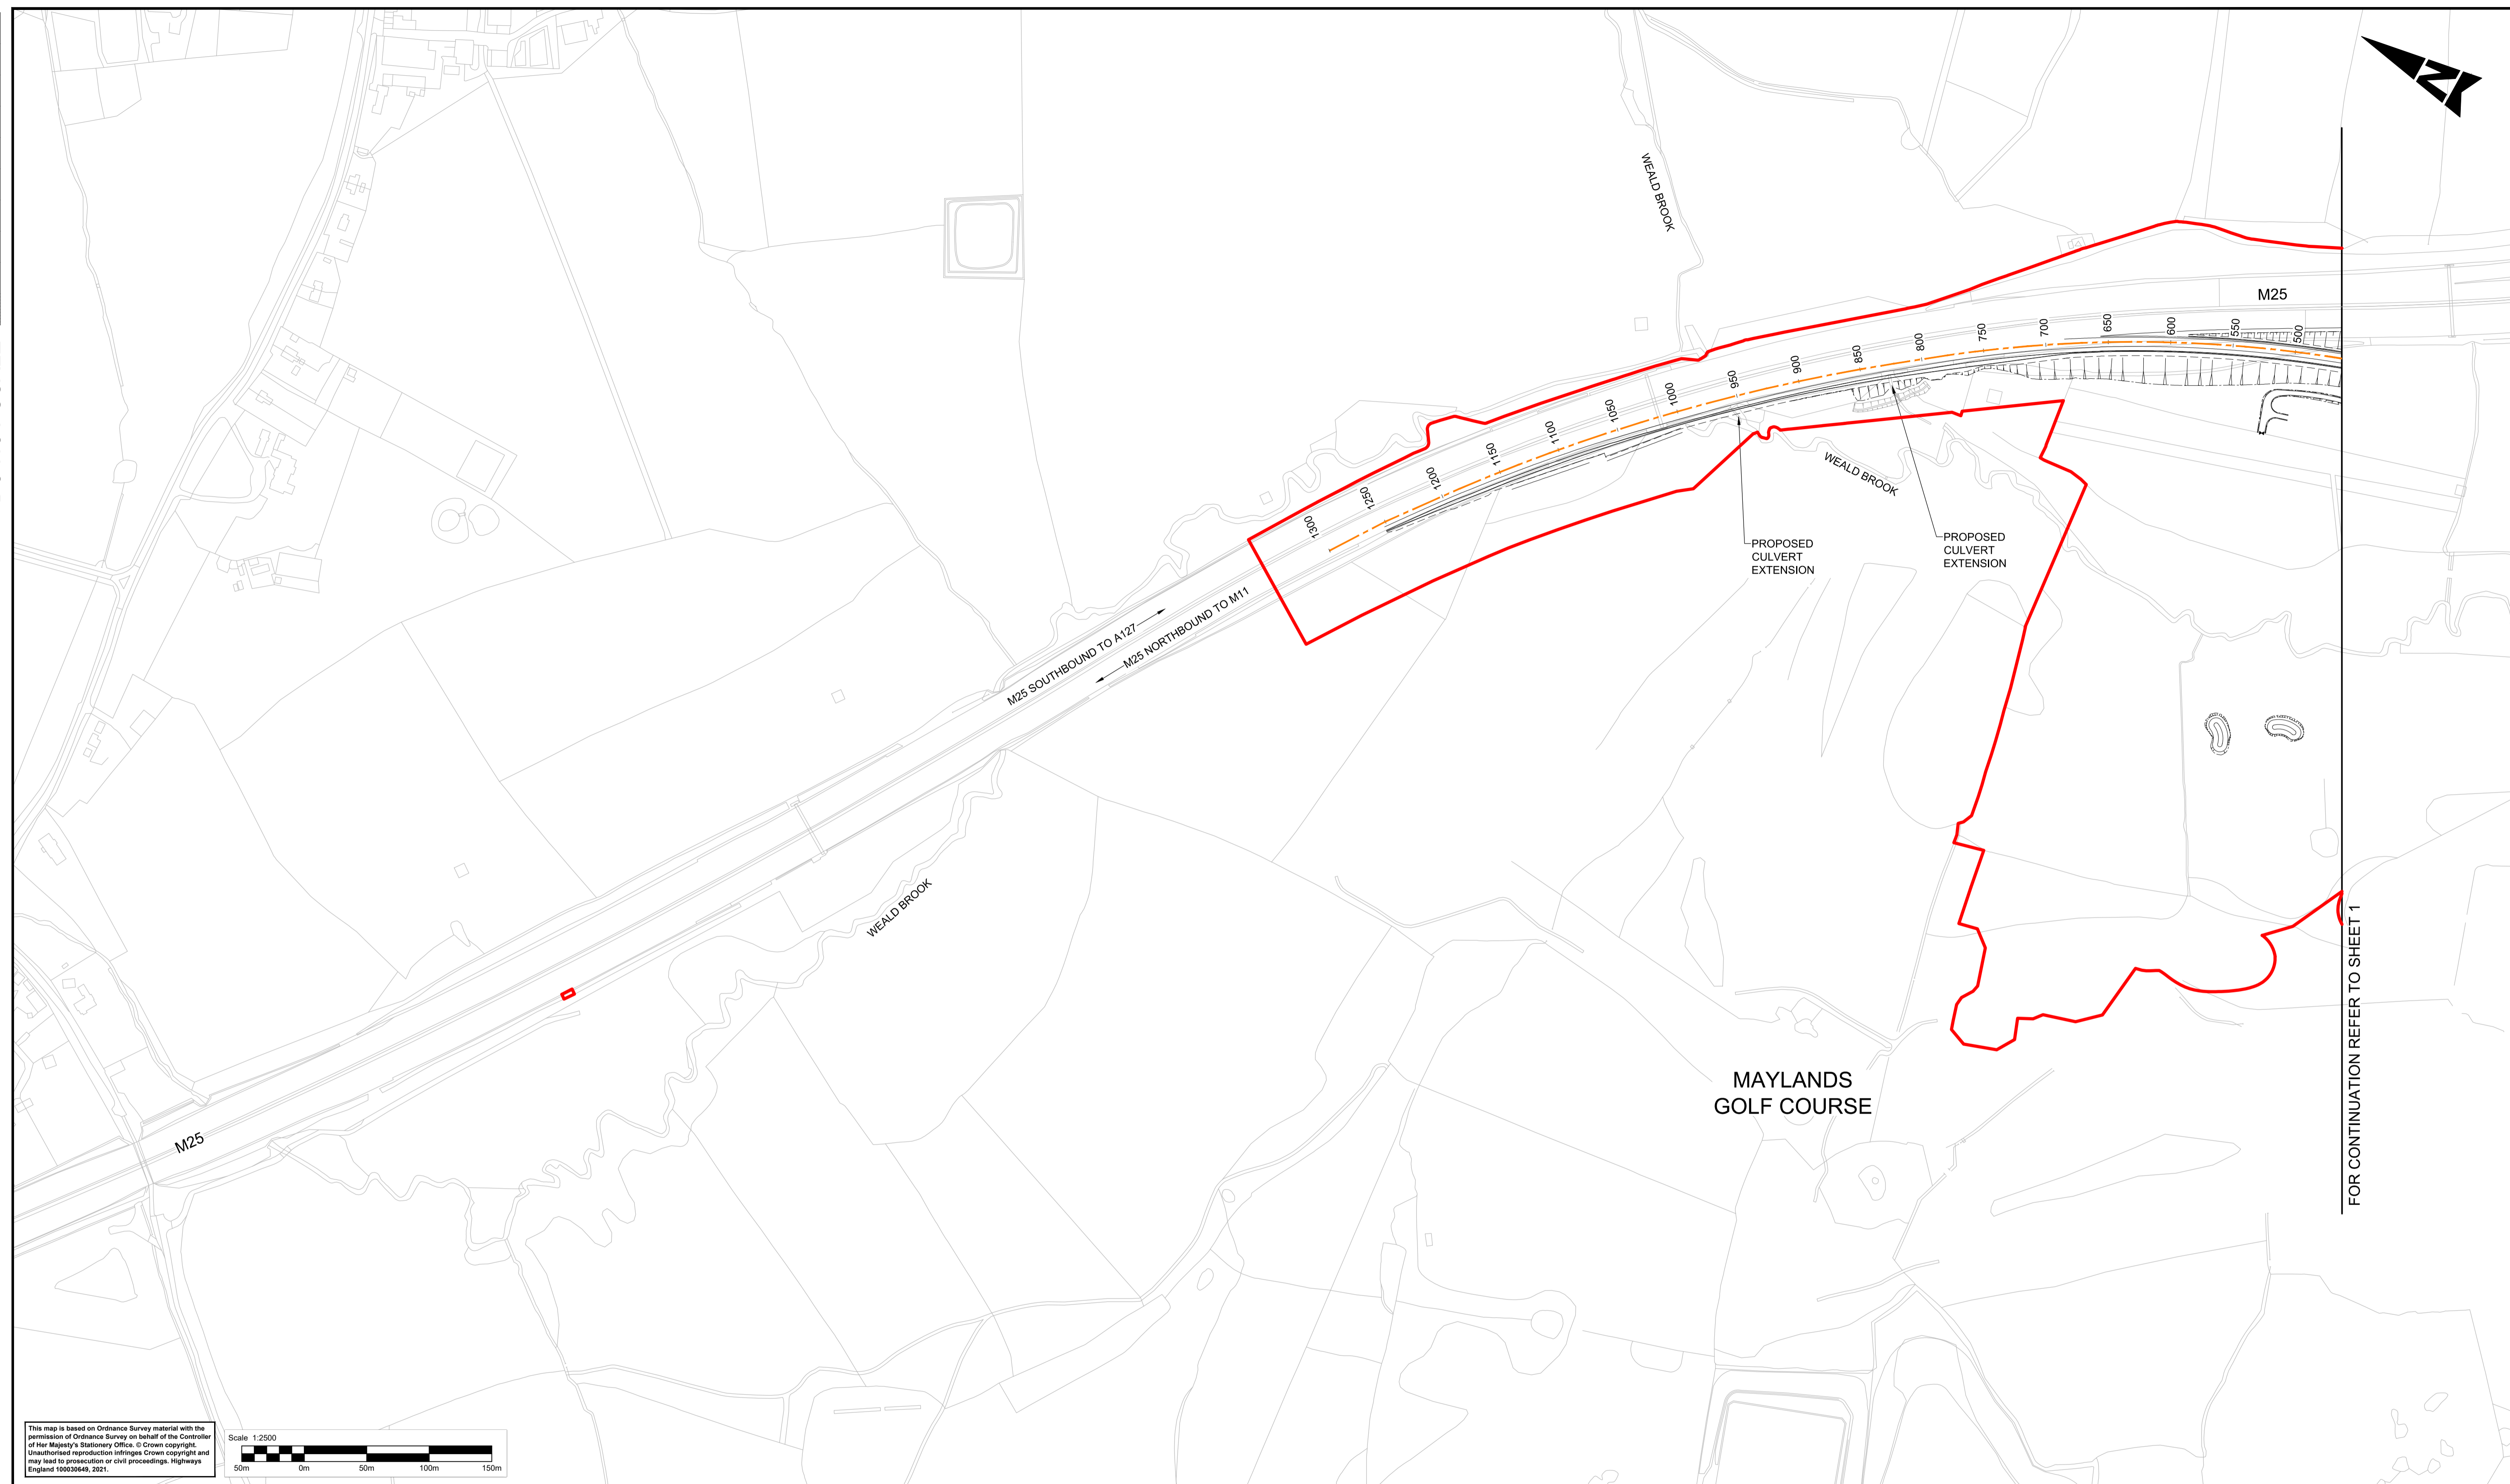 N
WEALD BROOK
M25
500
550
600
650
700
750
800
850
900
950
1000
1050
1100
1150
1200
1250
1300
WEALD BROOK
PROPOSED
CULVERT
EXTENSION
PROPOSED
CULVERT
EXTENSION
M25 SOUTHBOUND TO A127
M25 NORTHBOUND TO M11
WEALD BROOK
M25
MAYLANDS
GOLF COURSE
FOR CONTINUATION REFER TO SHEET 1
This map is based on Ordnance Survey material with the
permission of Ordnance Survey on behalf of the Controller
of Her Majesty's Stationery Office. © Crown copyright.
Unauthorised reproduction infringes Crown copyright and
may lead to prosecution or civil proceedings. Highways
England 100030649, 2021.
Scale 1:2500
50m 0m 50m 100m 150m